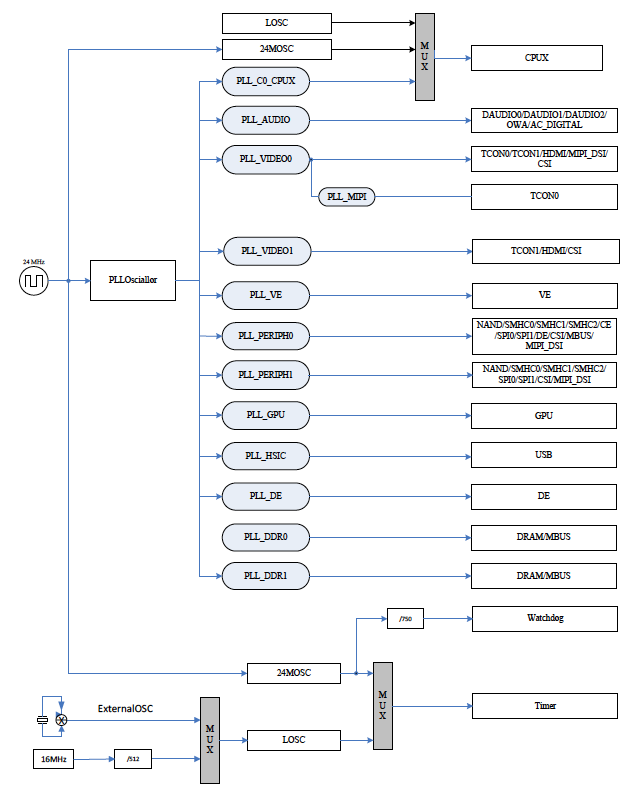 LOSC
24MOSC
MUX
CPUX
PLL_C0_CPUX
PLL_AUDIO
DAUDIO0/DAUDIO1/DAUDIO2/
OWA/AC_DIGITAL
PLL_VIDEO0
TCON0/TCON1/HDMI/MIPI_DSI/
CSI
PLL_MIPI
TCON0
PLL_VIDEO1
TCON1/HDMI/CSI
24 MHz
PLLOsciallor
PLL_VE
VE
PLL_PERIPH0
NAND/SMHC0/SMHC1/SMHC2/CE
/SPI0/SPI1/DE/CSI/MBUS/
MIPI_DSI
PLL_PERIPH1
NAND/SMHC0/SMHC1/SMHC2/
SPI0/SPI1/CSI/MIPI_DSI
PLL_GPU
GPU
PLL_HSIC
USB
PLL_DE
DE
PLL_DDR0
DRAM/MBUS
PLL_DDR1
DRAM/MBUS
/750
Watchdog
24MOSC
MUX
Timer
ExternalOSC
MUX
LOSC
16MHz
/512